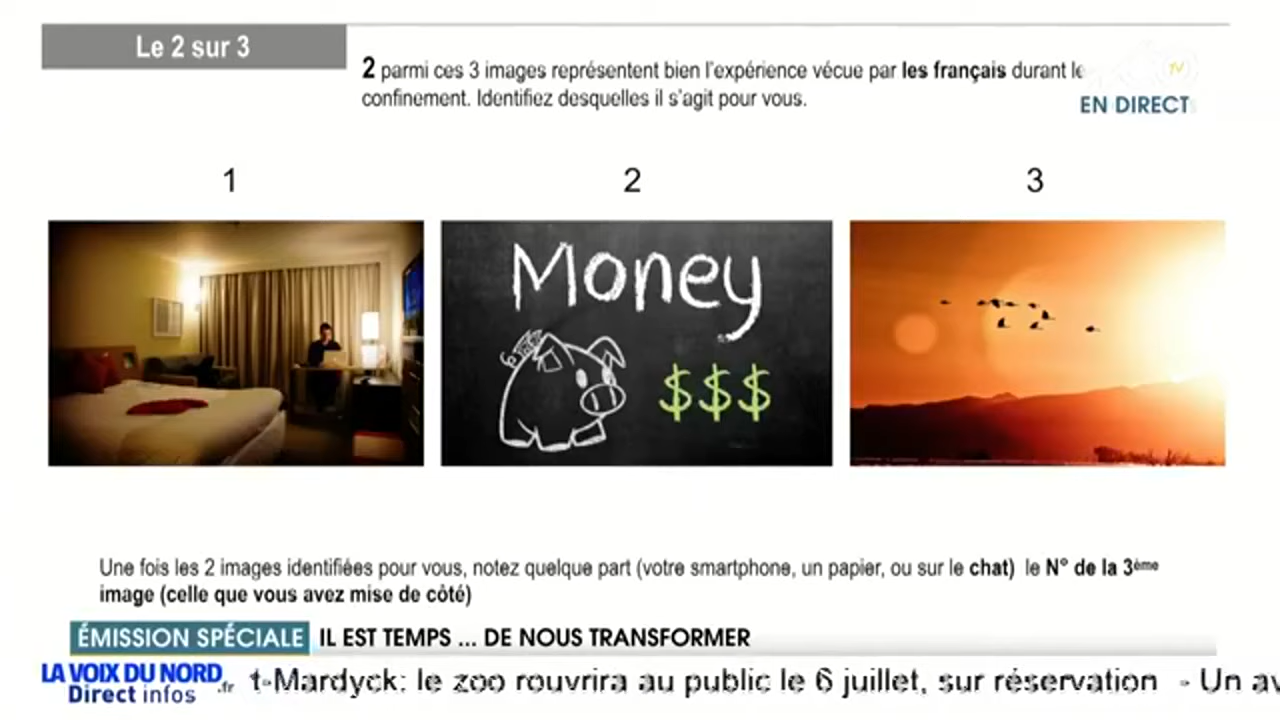 Le 2 sur 3
2 parmi ces 3 images représentent bien l'expérience vécue par les français durant le
confinement. Identifiez desquelles il s'agit pour vous.
TV
EN DIRECT
1
2
3
Money
$$$
Une fois les 2 images identifiées pour vous, notez quelque part (votre smartphone, un papier, ou sur le chat) le N° de la 3ème
image (celle que vous avez mise de côté)
ÉMISSION SPÉCIALE IL EST TEMPS ... DE NOUS TRANSFORMER
LA VOIX DU NORD.fr
Direct infos
t-Mardyck: le zoo rouvrira au public le 6 juillet, sur réservation - Un av